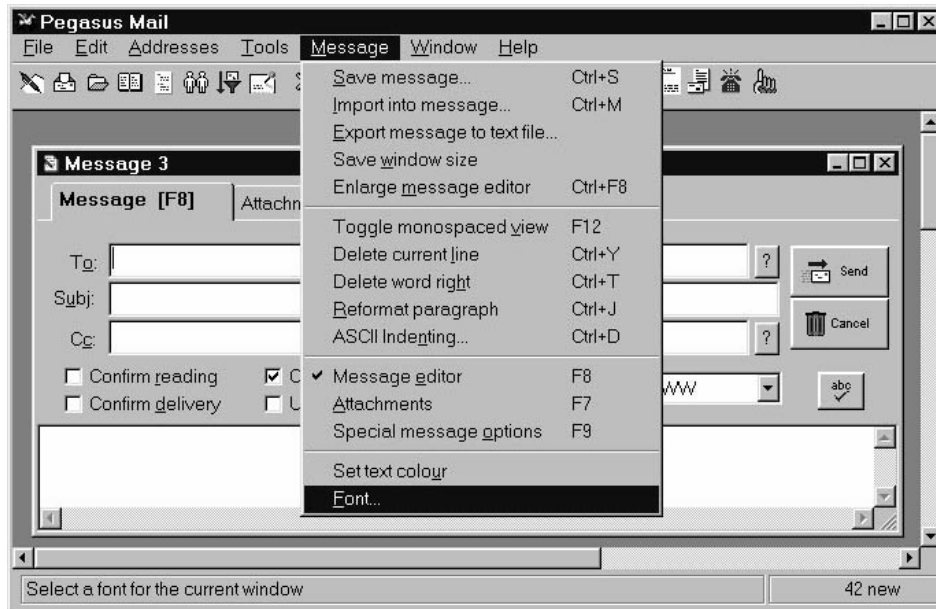 Pegasus Mail
File Edit Addresses Tools Message Window Help
Save message... Ctrl+S
Import into message... Ctrl+M
Export message to text file...
Save window size
Enlarge message editor Ctrl+F8
Toggle monospaced view F12
Delete current line Ctrl+Y
Delete word right Ctrl+T
Reformat paragraph Ctrl+J
ASCII Indenting... Ctrl+D
Message editor F8
Attachments F7
Special message options F9
Set text colour
Font...
Message 3
Message [F8] Attachn
To: ? Send
Subj:
Cc: ? Cancel
Confirm reading
Confirm delivery
abc
Select a font for the current window 42 new